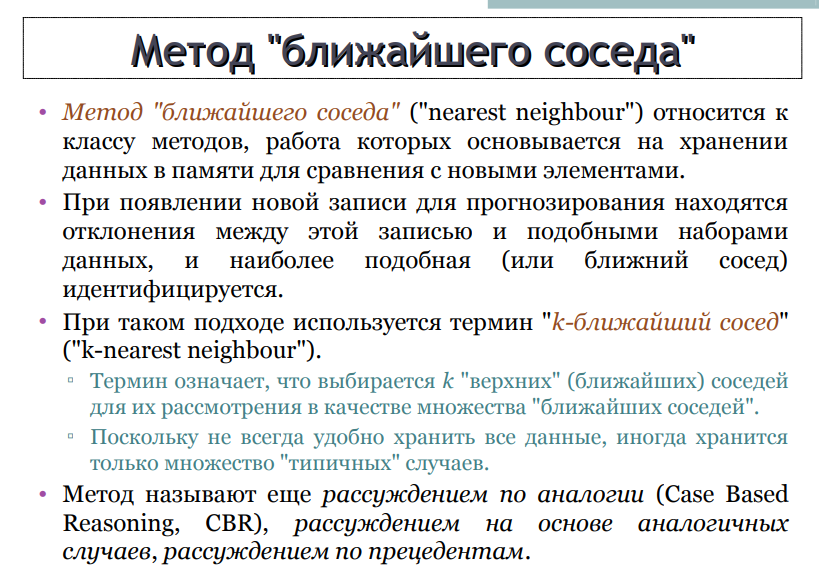 Метод "ближайшего соседа"
• Метод "ближайшего соседа" ("nearest neighbour") относится к
классу методов, работа которых основывается на хранении
данных в памяти для сравнения с новыми элементами.
• При появлении новой записи для прогнозирования находятся
отклонения между этой записью и подобными наборами
данных, и наиболее подобная (или ближний сосед)
идентифицируется.
• При таком подходе используется термин "k-ближайший сосед"
("k-nearest neighbour").
▫ Термин означает, что выбирается k "верхних" (ближайших) соседей
для их рассмотрения в качестве множества "ближайших соседей".
▫ Поскольку не всегда удобно хранить все данные, иногда хранится
только множество "типичных" случаев.
• Метод называют еще рассуждением по аналогии (Case Based
Reasoning, CBR), рассуждением на основе аналогичных
случаев, рассуждением по прецедентам.